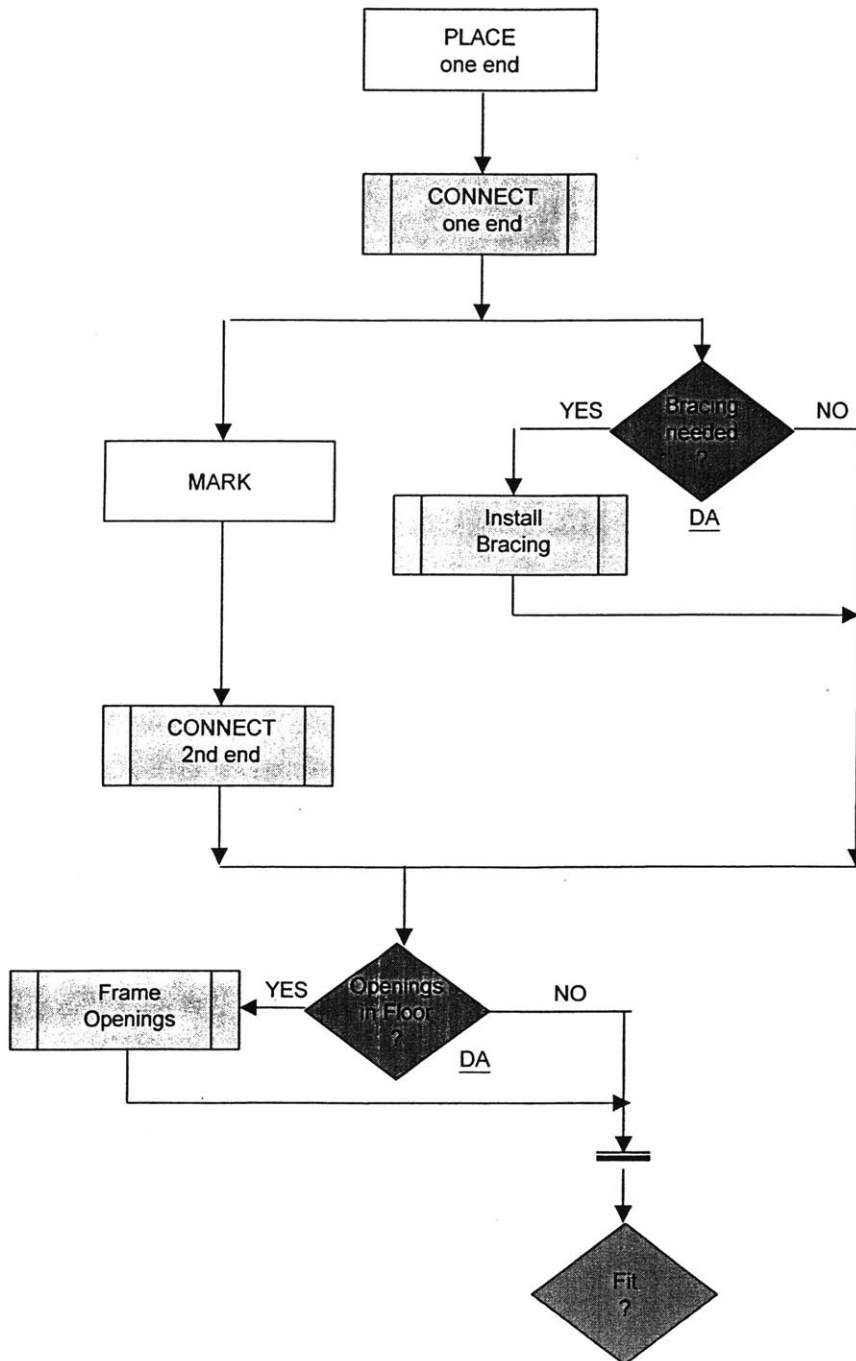 PLACE
one end
CONNECT
one end
Bracing
needed
?
YES
NO
DA
MARK
Install
Bracing
CONNECT
2nd end
Openings
in Floor
?
YES
NO
DA
Frame
Openings
Fit
?